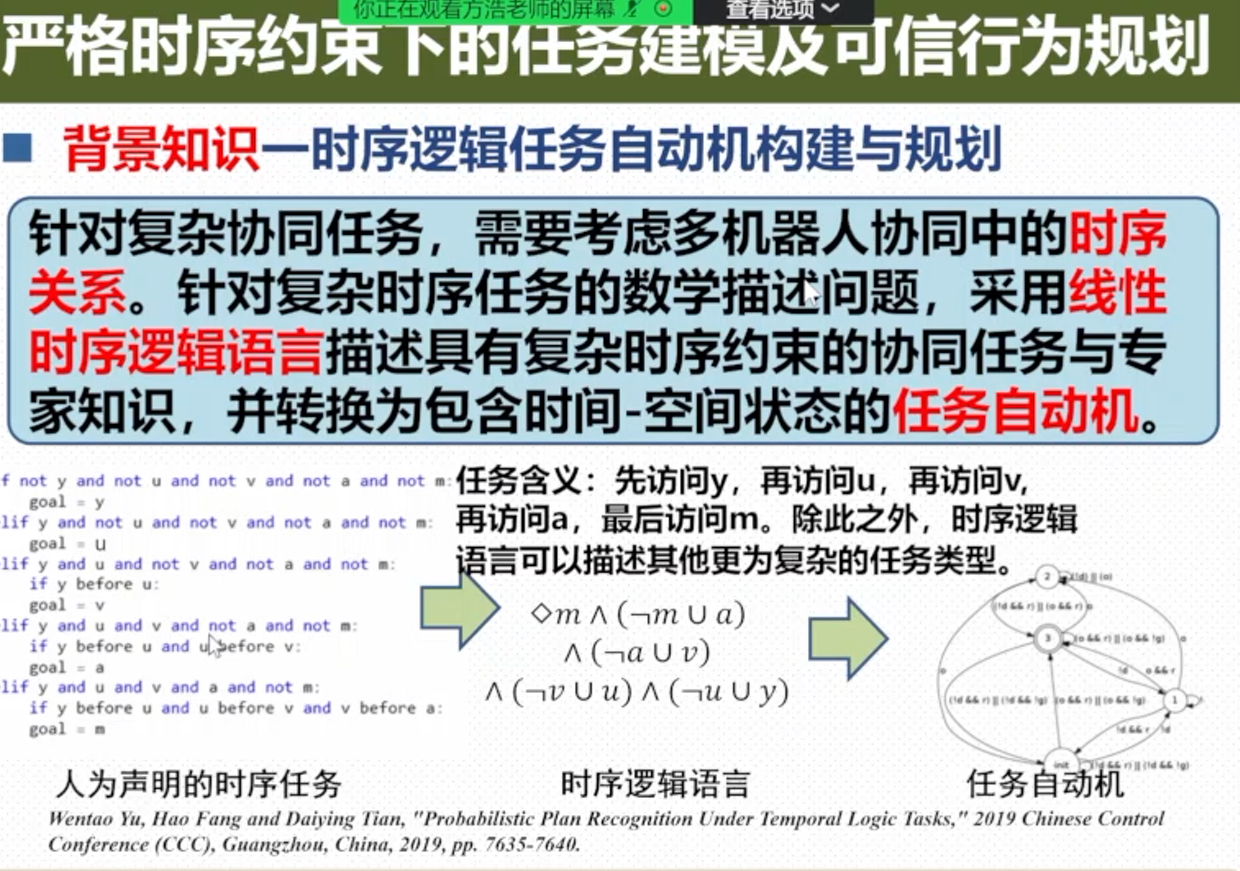 你正在观看方浩老师的屏幕
查看选项
严格时序约束下的任务建模及可信行为规划
背景知识—时序逻辑任务自动机构建与规划
针对复杂协同任务，需要考虑多机器人协同中的时序
关系。针对复杂时序任务的数学描述问题，采用线性
时序逻辑语言描述具有复杂时序约束的协同任务与专
家知识，并转换为包含时间-空间状态的任务自动机。
f not y and not u and not v and not a and not m:
goal = y
lif y and not u and not v and not a and not m:
goal = u
lif y and u and not v and not a and not m:
if y before u:
goal = v
lif y and u and v and not a and not m:
if y before u and u before v:
goal = a
lif y and u and v and a and not m:
if y before u and u before v and v before a:
goal = m
任务含义：先访问y，再访问u，再访问v,
再访问a，最后访问m。除此之外，时序逻辑
语言可以描述其他更为复杂的任务类型。
◇m ∧ (¬m ∪ a)
∧ (¬a ∪ v)
∧ (¬v ∪ u) ∧ (¬u ∪ y)
2
(!d && r) || (o && r)
o
3
(o && r) || (o && !g)
o
o
!d
o && r
(!d && r) || (!d && !g)
(o && r) || (o && !g)
1
!d && r
!d
init
(!d && r) || (!d && !g)
人为声明的时序任务
时序逻辑语言
任务自动机
Wentao Yu, Hao Fang and Daiying Tian, "Probabilistic Plan Recognition Under Temporal Logic Tasks," 2019 Chinese Control
Conference (CCC), Guangzhou, China, 2019, pp. 7635-7640.